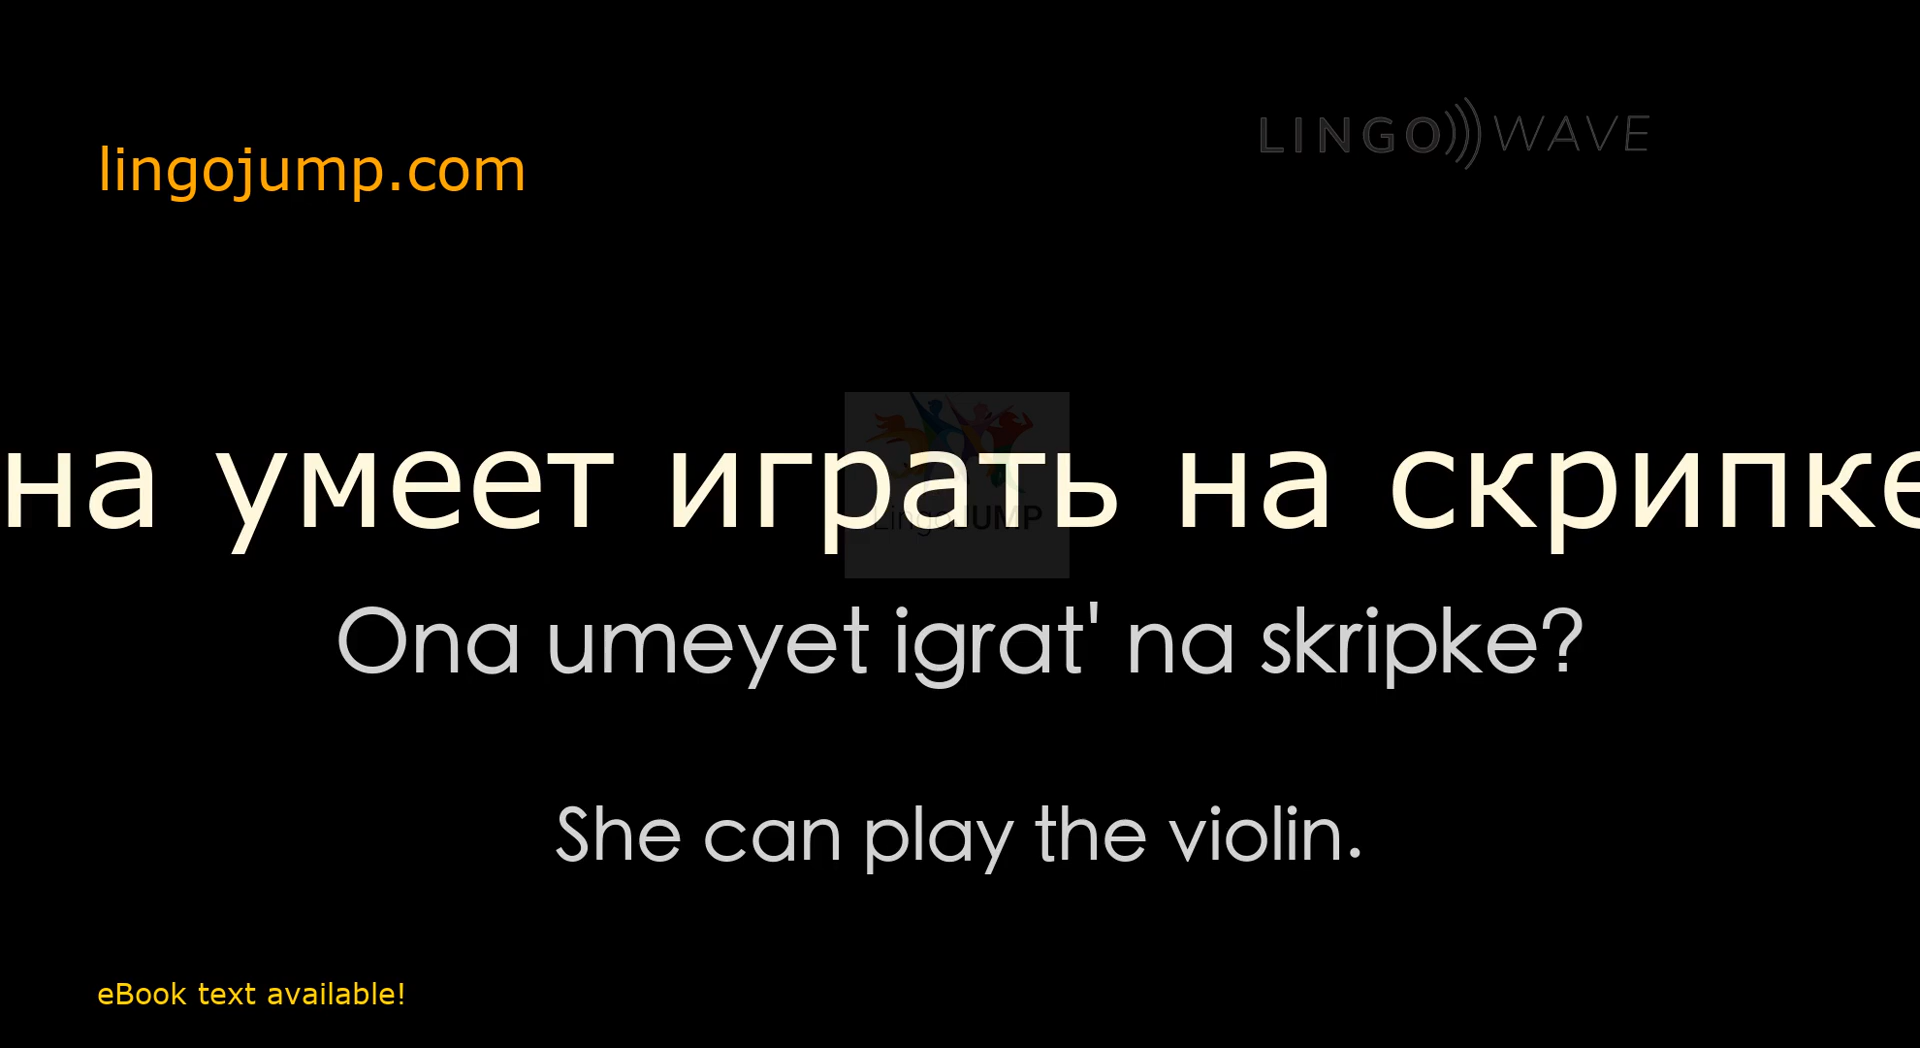 LINGO WAVE
lingojump.com
на умеет играть на скрипке
LingoJUMP
Ona umeyet igrat' na skripke?
She can play the violin.
eBook text available!